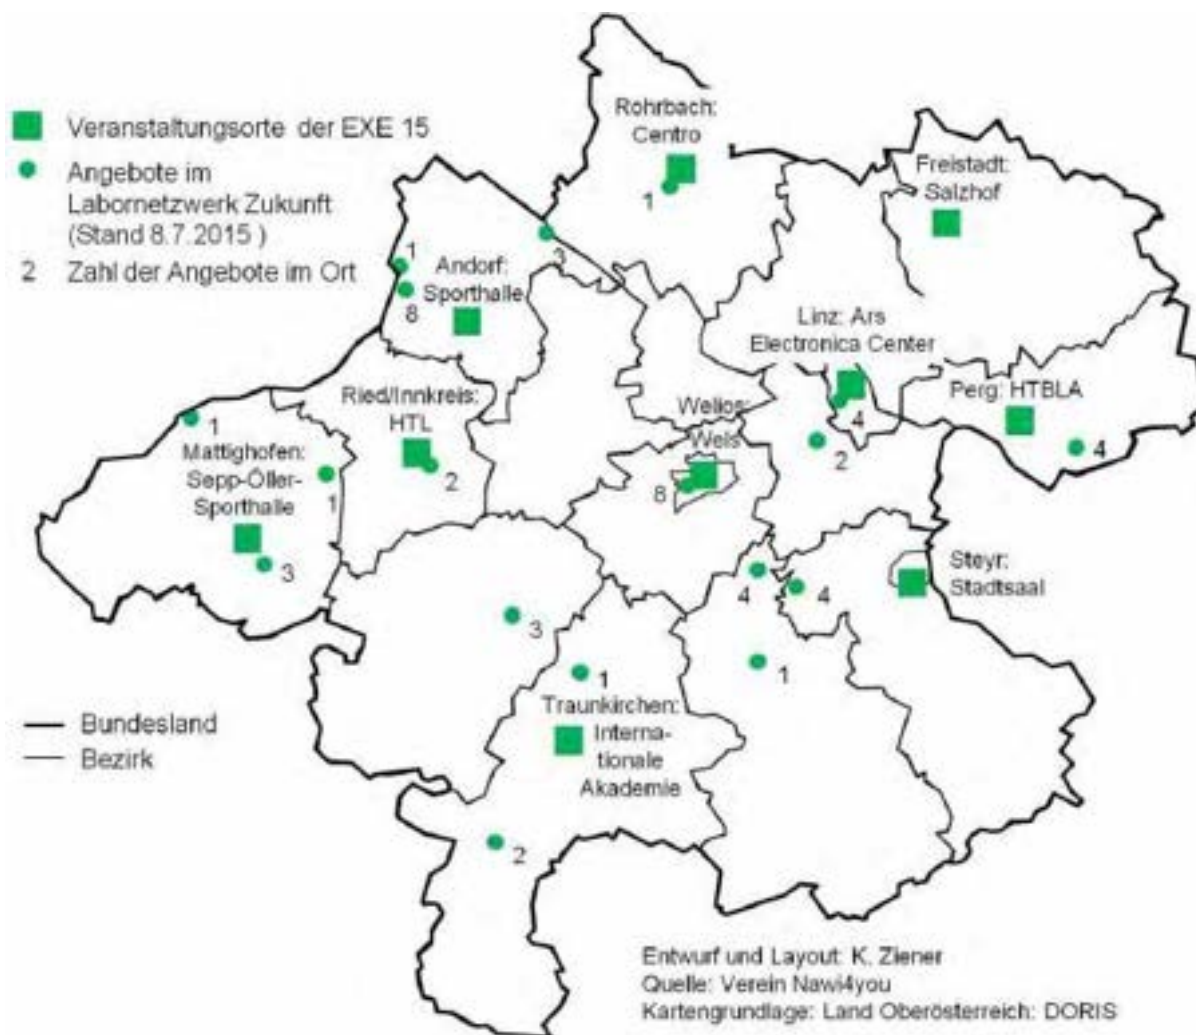 Veranstaltungsorte der EXE 15
Angebote im
Labornetzwerk Zukunft
(Stand 8.7.2015 )
2 Zahl der Angebote im Ort
Rohrbach:
Centro
1
Freistadt:
Salzhof
3
1
8
Andorf:
Sporthalle
Linz: Ars
Electronica Center
4
2
Perg: HTBLA
4
Ried/Innkreis:
HTL
2
Welios:
Wels
8
1
Mattighofen:
Sepp-Öller-
Sporthalle
1
3
Steyr:
Stadtsaal
4
4
3
1
1
Traunkirchen:
Interna-
tionale
Akademie
2
Bundesland
Bezirk
Entwurf und Layout: K. Ziener
Quelle: Verein Nawi4you
Kartengrundlage: Land Oberösterreich: DORIS